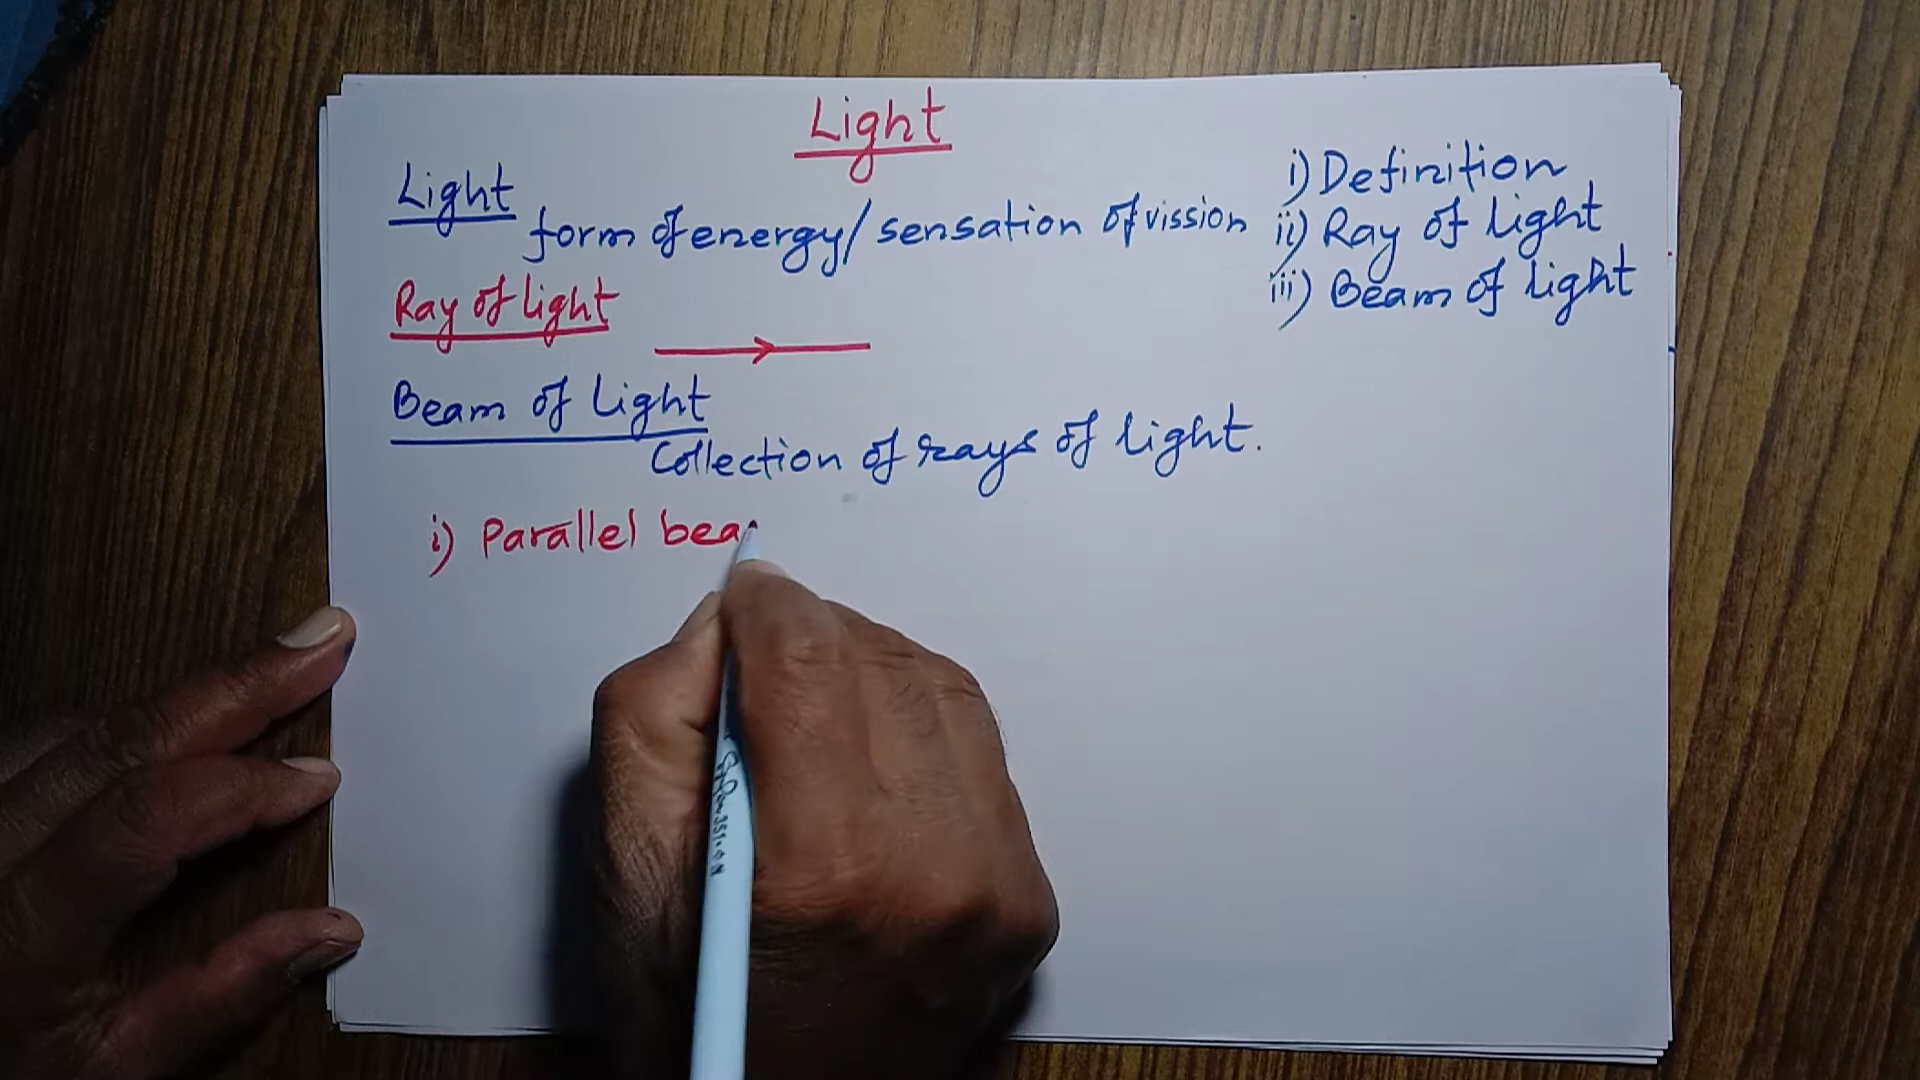 Light
Light
form of energy/sensation of vission
Ray of light
Beam of Light
Collection of rays of light.
i) Parallel bea
i) Definition
ii) Ray of light
iii) Beam of light